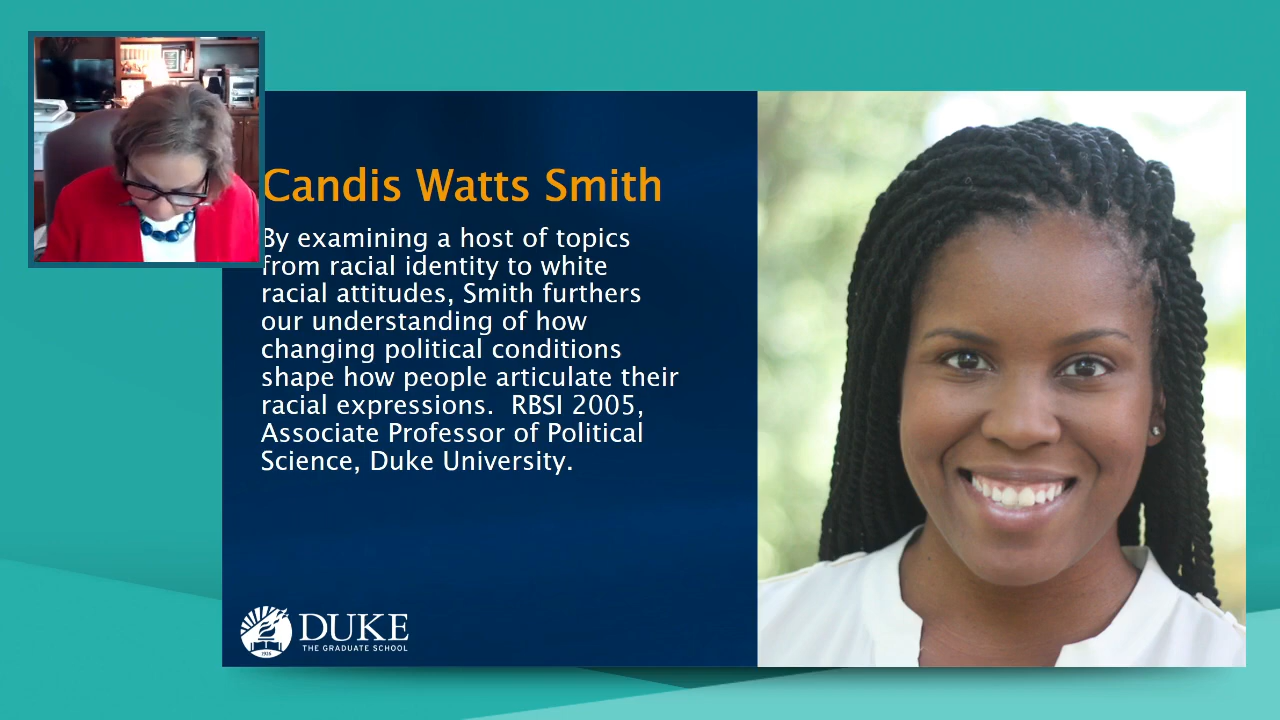 Candis Watts Smith
By examining a host of topics
from racial identity to white
racial attitudes, Smith furthers
our understanding of how
changing political conditions
shape how people articulate their
racial expressions.  RBSI 2005,
Associate Professor of Political
Science, Duke University.
DUKE
THE GRADUATE SCHOOL
1926